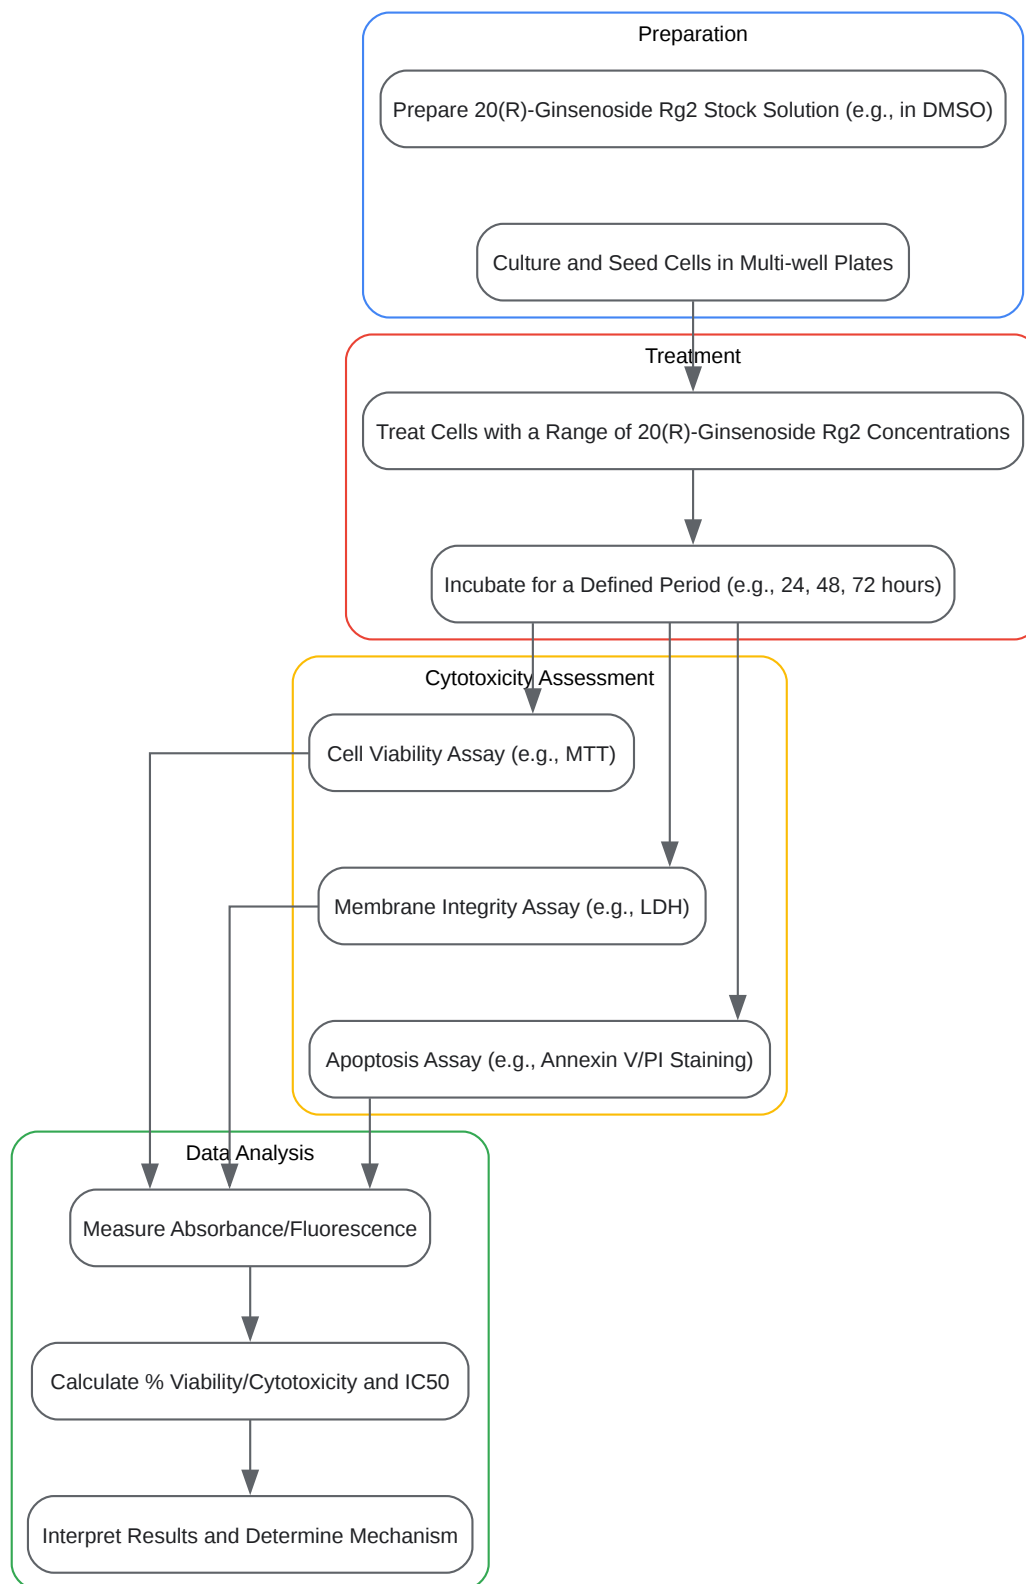 Preparation
Prepare 20(R)-Ginsenoside Rg2 Stock Solution (e.g., in DMSO)
Culture and Seed Cells in Multi-well Plates
Treatment
Treat Cells with a Range of 20(R)-Ginsenoside Rg2 Concentrations
Incubate for a Defined Period (e.g., 24, 48, 72 hours)
Cytotoxicity Assessment
Cell Viability Assay (e.g., MTT)
Membrane Integrity Assay (e.g., LDH)
Apoptosis Assay (e.g., Annexin V/PI Staining)
Data Analysis
Measure Absorbance/Fluorescence
Calculate % Viability/Cytotoxicity and IC50
Interpret Results and Determine Mechanism